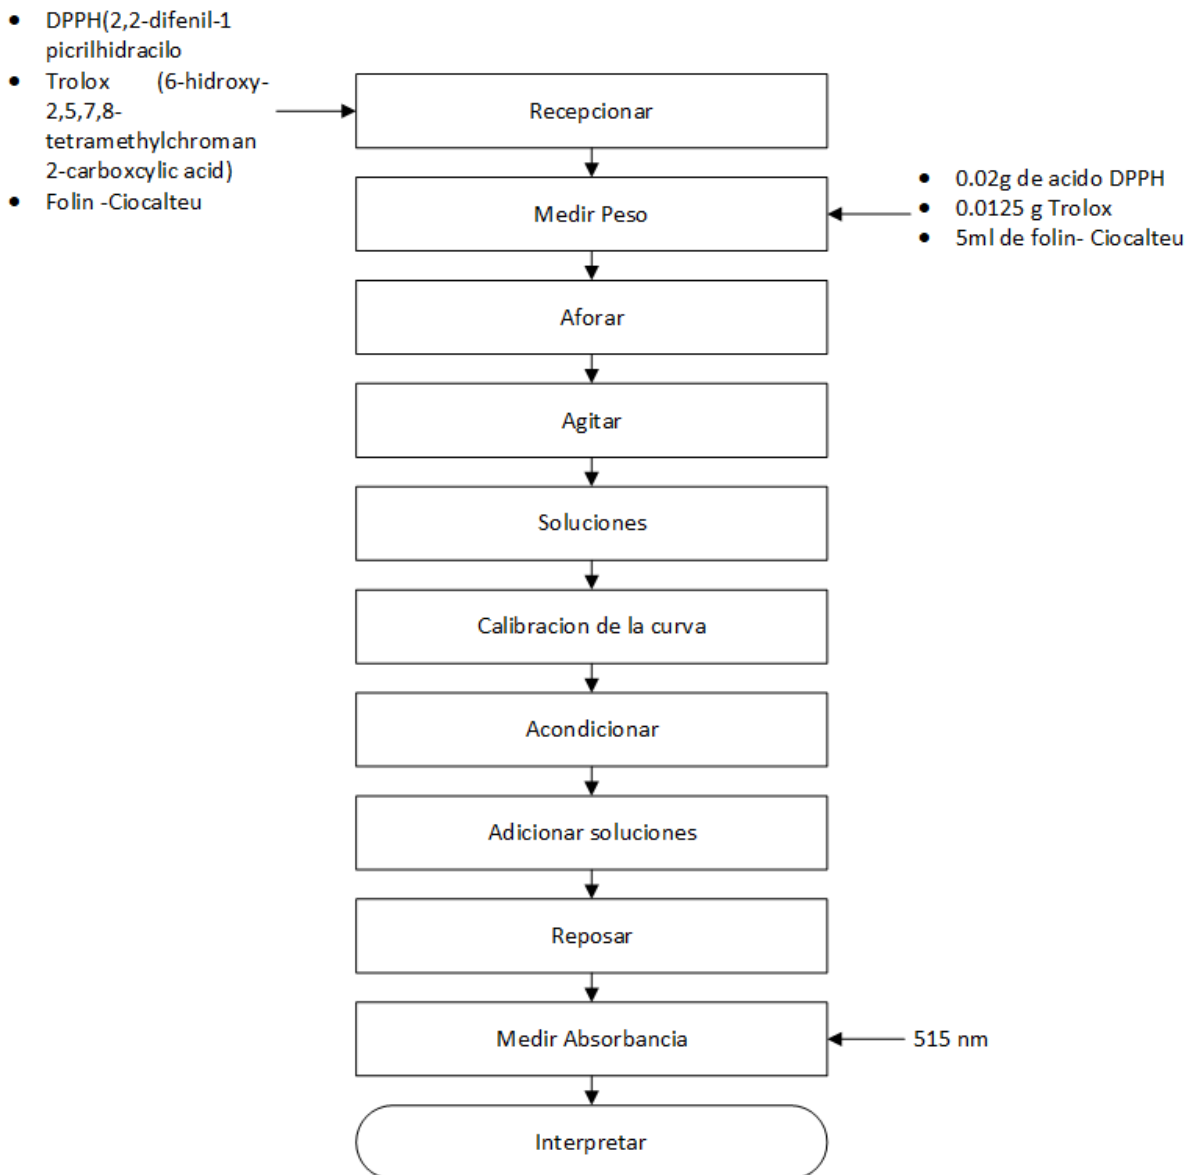 • DPPH(2,2-difenil-1
picrilhidracilo
• Trolox (6-hidroxy-
2,5,7,8-
tetramethylchroman
2-carboxcylic acid)
• Folin -Ciocalteu
Recepcionar
• 0.02g de acido DPPH
• 0.0125 g Trolox
• 5ml de folin- Ciocalteu
Medir Peso
Aforar
Agitar
Soluciones
Calibracion de la curva
Acondicionar
Adicionar soluciones
Reposar
Medir Absorbancia
515 nm
Interpretar